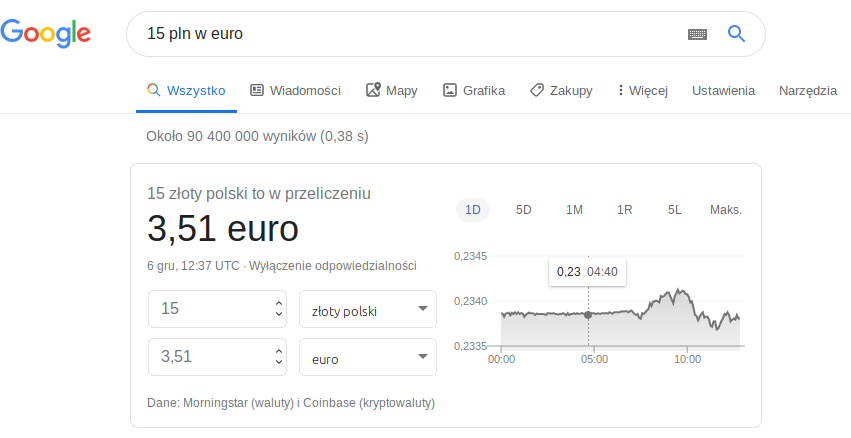 Google
15 pln w euro
Wszystko Wiadomości Mapy Grafika Zakupy Więcej Ustawienia Narzędzia
Około 90 400 000 wyników (0,38 s)
15 złoty polski to w przeliczeniu
3,51 euro
6 gru, 12:37 UTC · Wyłączenie odpowiedzialności
15 złoty polski
3,51 euro
1D 5D 1M 1R 5L Maks.
0,2345
0,23 04:40
0,2340
0,2335
00:00 05:00 10:00
Dane: Morningstar (waluty) i Coinbase (kryptowaluty)